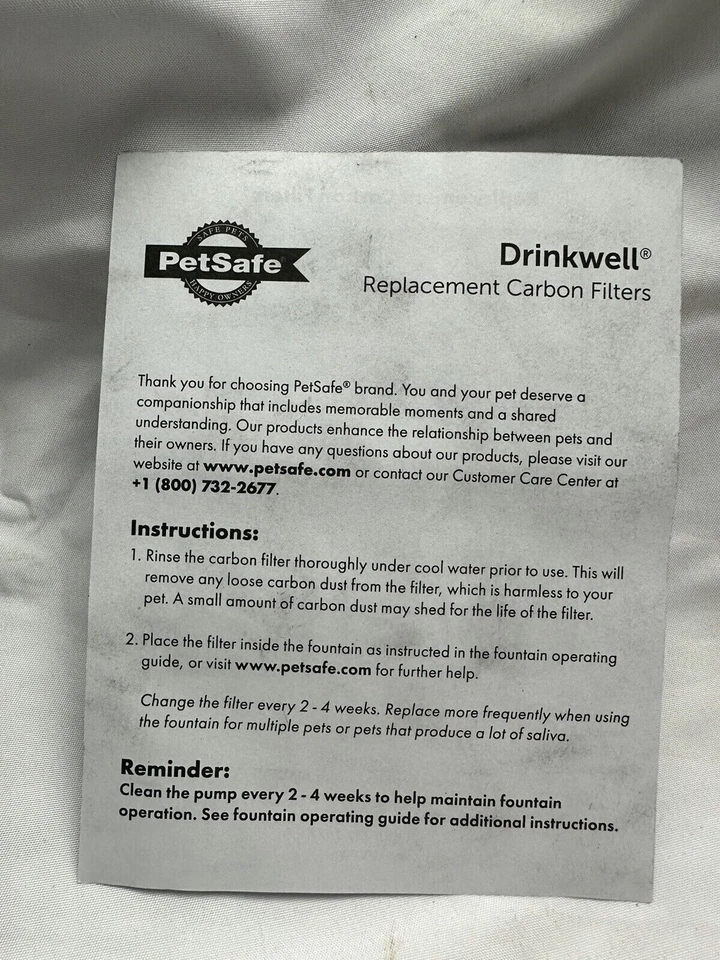 SAFE PETS
PetSafe®
HAPPY OWNERS
Drinkwell®
Replacement Carbon Filters
Thank you for choosing PetSafe® brand. You and your pet deserve a
companionship that includes memorable moments and a shared
understanding. Our products enhance the relationship between pets and
their owners. If you have any questions about our products, please visit our
website at www.petsafe.com or contact our Customer Care Center at
+1 (800) 732-2677.
Instructions:
1. Rinse the carbon filter thoroughly under cool water prior to use. This will
remove any loose carbon dust from the filter, which is harmless to your
pet. A small amount of carbon dust may shed for the life of the filter.
2. Place the filter inside the fountain as instructed in the fountain operating
guide, or visit www.petsafe.com for further help.
Change the filter every 2 - 4 weeks. Replace more frequently when using
the fountain for multiple pets or pets that produce a lot of saliva.
Reminder:
Clean the pump every 2 - 4 weeks to help maintain fountain
operation. See fountain operating guide for additional instructions.